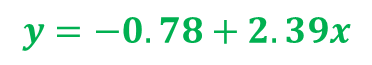 y = −0.78 + 2.39x